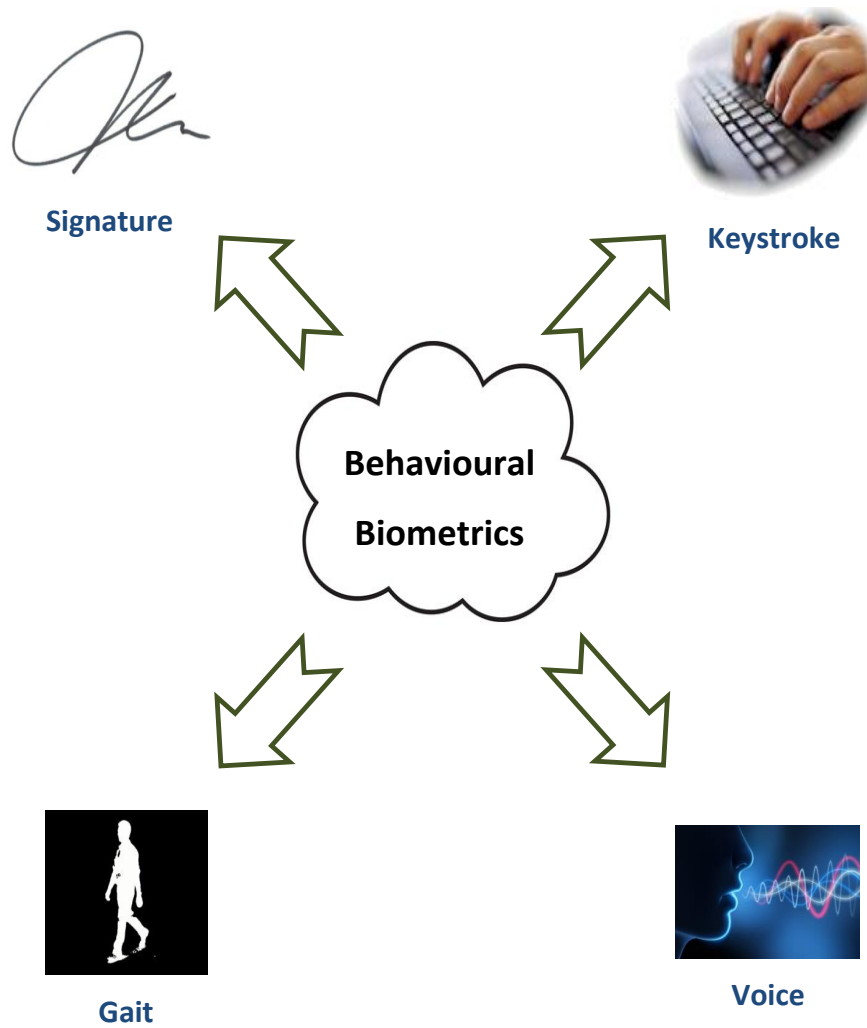 Signature
Keystroke
Behavioural
Biometrics
Gait
Voice